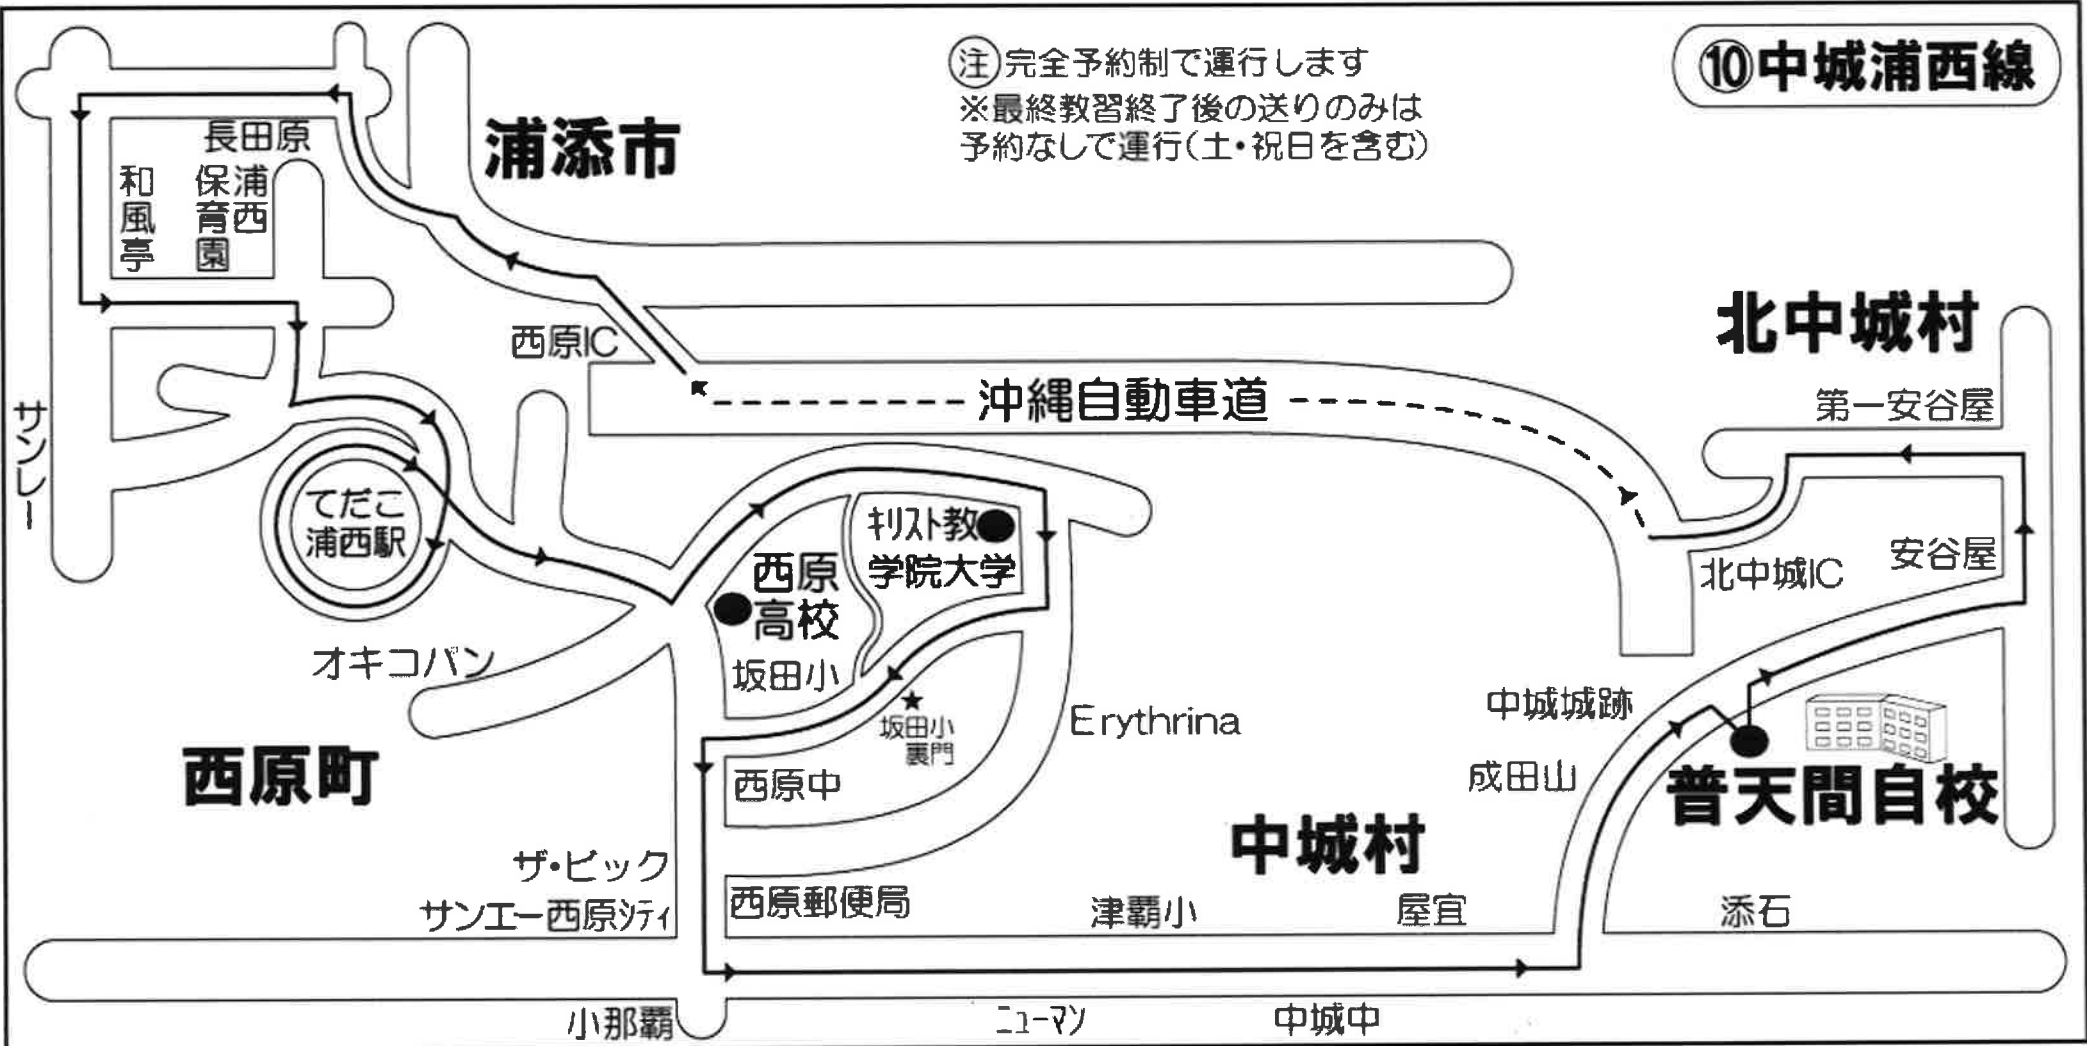 ⑩中城浦西線
注 完全予約制で運行します
※最終教習終了後の送りのみは
予約なしで運行(土・祝日を含む)
浦添市
長田原
和風亭
浦西
保育園
西原IC
北中城村
沖縄自動車道
第一安谷屋
サンレー
てだこ
浦西駅
キリスト教
学院大学
西原
高校
北中城IC
安谷屋
オキコパン
坂田小
★
坂田小
裏門
Erythrina
中城城跡
成田山
西原町
西原中
普天間自校
中城村
ザ・ビック
サンエー西原シティ
西原郵便局
津覇小
屋宜
添石
小那覇
ニューマン
中城中